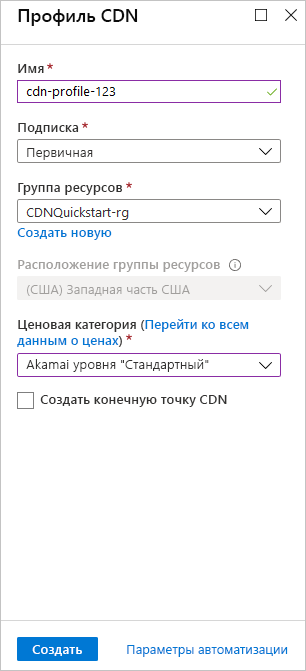 Профиль CDN
Имя *
cdn-profile-123
Подписка *
Первичная
Группа ресурсов *
CDNQuickstart-rg
Создать новую
Расположение группы ресурсов
(США) Западная часть США
Ценовая категория (Перейти ко всем
данным о ценах) *
Akamai уровня "Стандартный"
Создать конечную точку CDN
Создать
Параметры автоматизации